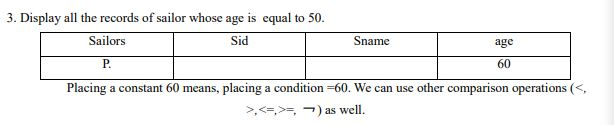 3. Display all the records of sailor whose age is equal to 50.
Sailors Sid Sname age
P. 60
Placing a constant 60 means, placing a condition =60. We can use other comparison operations (<,
>,<=,>=, ¬) as well.